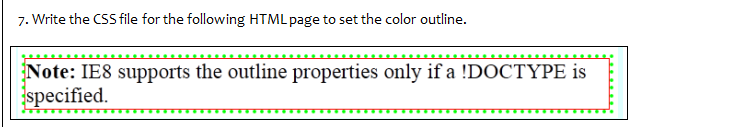 7. Write the CSS file for the following HTML page to set the color outline.
Note: IE8 supports the outline properties only if a !DOCTYPE is
specified.